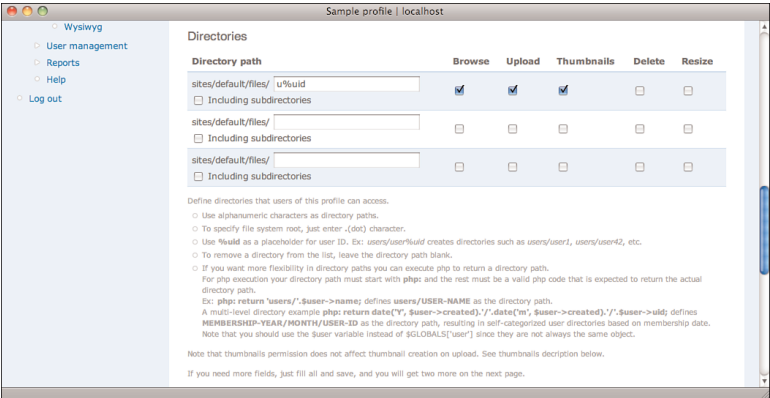 Sample profile | localhost
Wysiwyg
User management
Reports
Help
Log out
Directories
Directory path Browse Upload Thumbnails Delete Resize
sites/default/files/ u%uid
Including subdirectories
sites/default/files/
Including subdirectories
sites/default/files/
Including subdirectories
Define directories that users of this profile can access.
Use alphanumeric characters as directory paths.
To specify file system root, just enter .(dot) character.
Use %uid as a placeholder for user ID. Ex: users/user%uid creates directories such as users/user1, users/user42, etc.
To remove a directory from the list, leave the directory path blank.
If you want more flexibility in directory paths you can execute php to return a directory path.
For php execution your directory path must start with php: and the rest must be a valid php code that is expected to return the actual
directory path.
Ex: php: return 'users/'.$user->name; defines users/USER-NAME as the directory path.
A multi-level directory example php: return date('Y', $user->created).'/'.date('m', $user->created).'/'.$user->uid; defines
MEMBERSHIP-YEAR/MONTH/USER-ID as the directory path, resulting in self-categorized user directories based on membership date.
Note that you should use the $user variable instead of $GLOBALS['user'] since they are not always the same object.
Note that thumbnails permission does not affect thumbnail creation on upload. See thumbnails decription below.
If you need more fields, just fill all and save, and you will get two more on the next page.